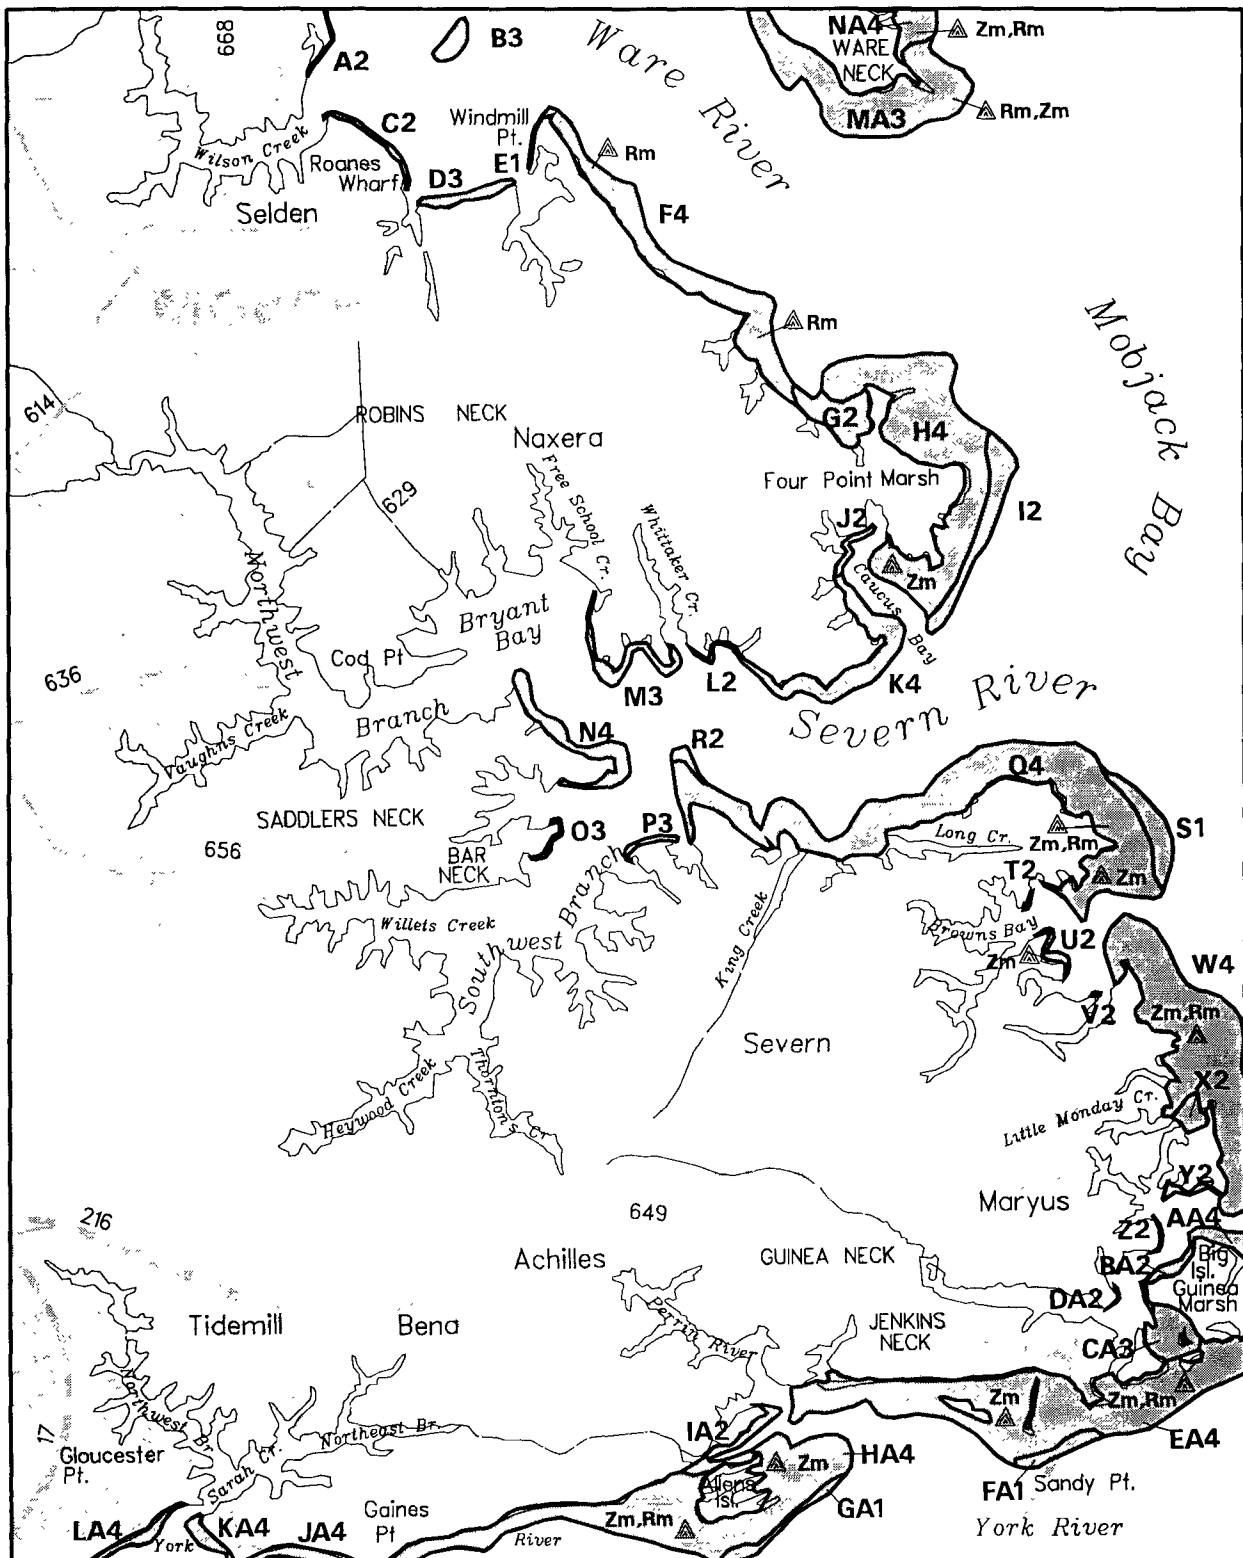 668
A2
B3
Ware River
NA4
WARE
NECK
Zm,Rm
MA3
Rm,Zm
C2
Windmill
Pt.
E1
Wilson Creek
Roanes
Wharf
D3
Rm
F4
Selden
Mobjack Bay
Rm
614
ROBINS NECK
G2
H4
Naxera
Four Point Marsh
I2
629
Free School Cr.
Whittaker Cr.
J2
Zm
Caucus Bay
Northwest
Bryant
Bay
Cod Pt
636
M3
L2
K4
Severn River
Vaughns Creek
Branch
N4
R2
Q4
SADDLERS NECK
O3
P3
S1
656
BAR
NECK
Long Cr.
Zm,Rm
T2
Zm
Willets Creek
Southwest Branch
King Creek
Browns Bay
U2
Zm
W4
V2
Zm,Rm
Severn
Heywood Creek
Thornton's Cr
X2
Little Monday Cr.
Maryus
Y2
216
649
Z2
AA4
Achilles
GUINEA NECK
BA2
Big
Isl.
Guinea
Marsh
DA2
Tidemill
Bena
Perrin River
JENKINS
NECK
CA3
Zm
Zm,Rm
Northwest Br.
17
Northeast Br.
IA2
EA4
Gloucester
Pt.
Sarah Cr.
Zm
HA4
Allens
Isl.
GA1
FA1
Sandy Pt.
LA4
KA4
JA4
Gaines
Pt
Zm,Rm
York
River
York River